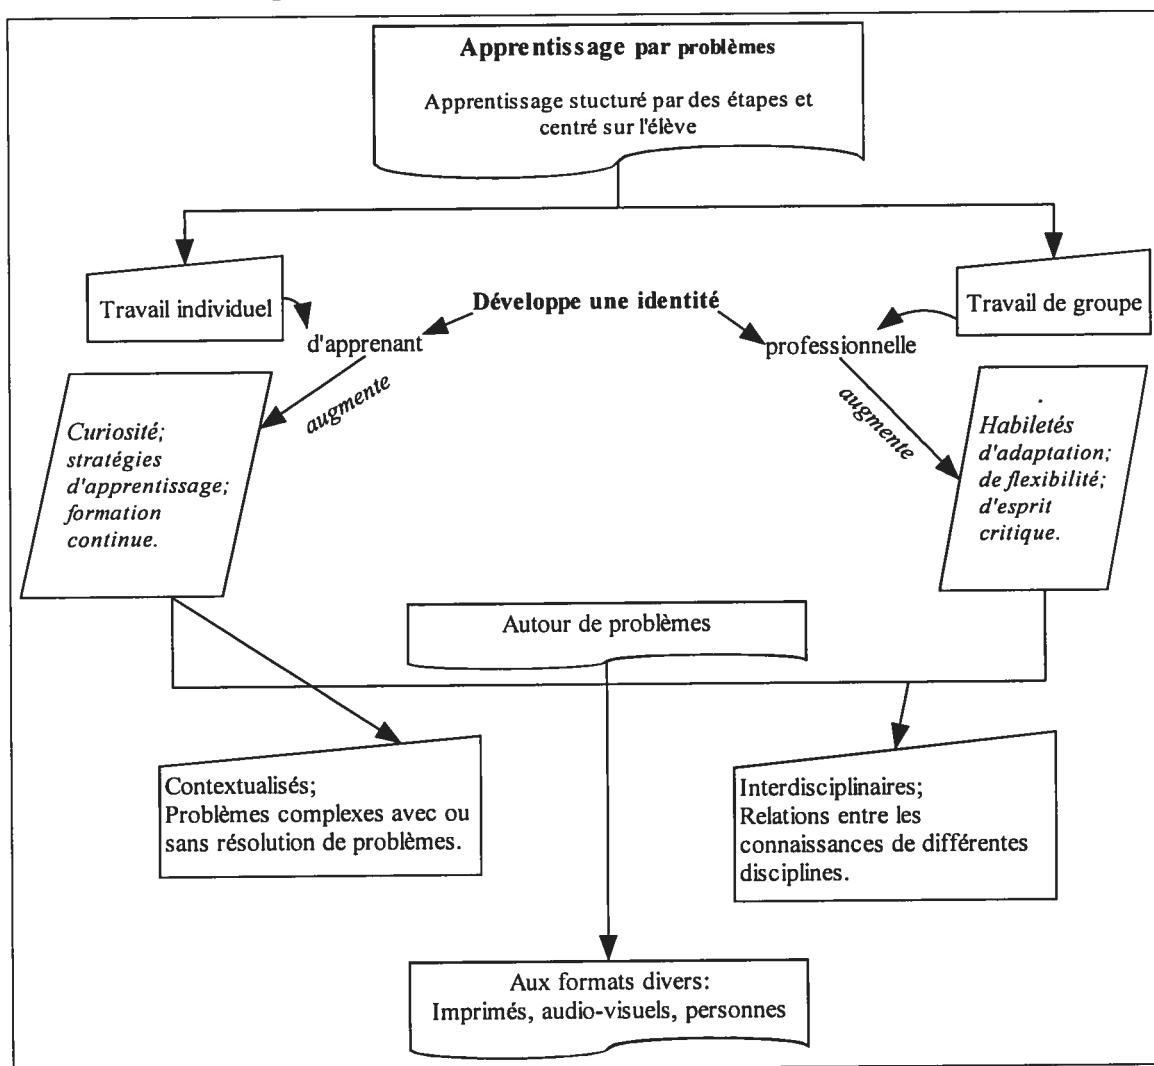 Apprentissage par problèmes
Apprentissage stucturé par des étapes et
centré sur l'élève
Travail individuel
Développe une identité
Travail de groupe
d'apprenant
professionnelle
augmente
augmente
Curiosité;
stratégies
d'apprentissage;
formation
continue.
Habiletés
d'adaptation;
de flexibilité;
d'esprit
critique.
Autour de problèmes
Contextualisés;
Problèmes complexes avec ou
sans résolution de problèmes.
Interdisciplinaires;
Relations entre les
connaissances de différentes
disciplines.
Aux formats divers:
Imprimés, audio-visuels, personnes